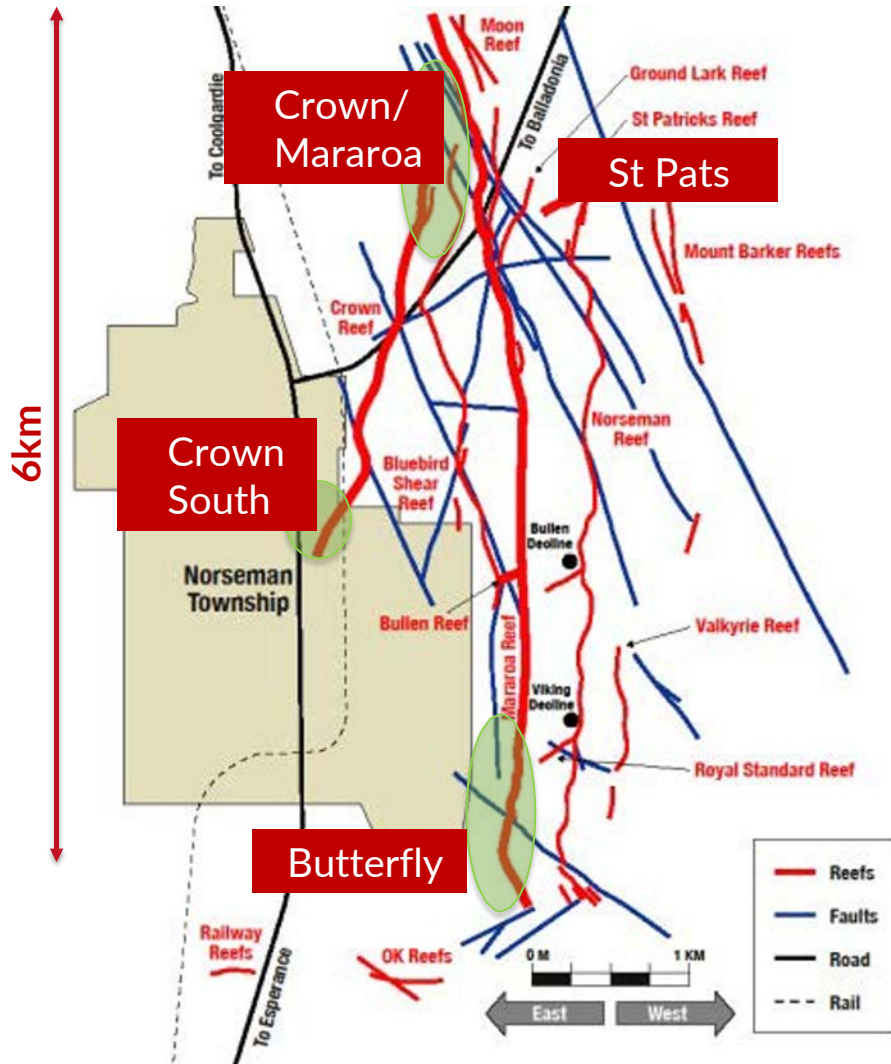 Moon
Reef
To Coolgardie
To Balladonia
Ground Lark Reef
St Patricks Reef
Crown/
Mararoa
St Pats
Mount Barker Reefs
Crown
Reef
6km
Norseman
Reef
Crown
South
Bluebird
Shear
Reef
Bullen
Decline
Norseman
Township
Bullen Reef
Mararoa Reef
Valkyrie Reef
Viking
Decline
Royal Standard Reef
Butterfly
Reefs
Faults
Road
Rail
Railway
Reefs
OK Reefs
To Esperance
0 M
1 KM
East
West